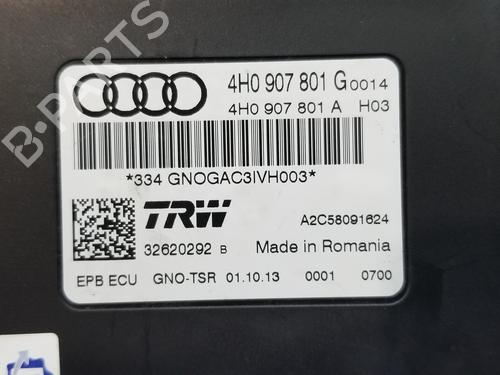 B-PARTS
4H0 907 801 G 0014
4H0 907 801 A H03
*334 GNOGAC3IVH003*
TRW
A2C58091624
32620292 B
Made in Romania
EPB ECU GNO-TSR 01.10.13 0001 0700